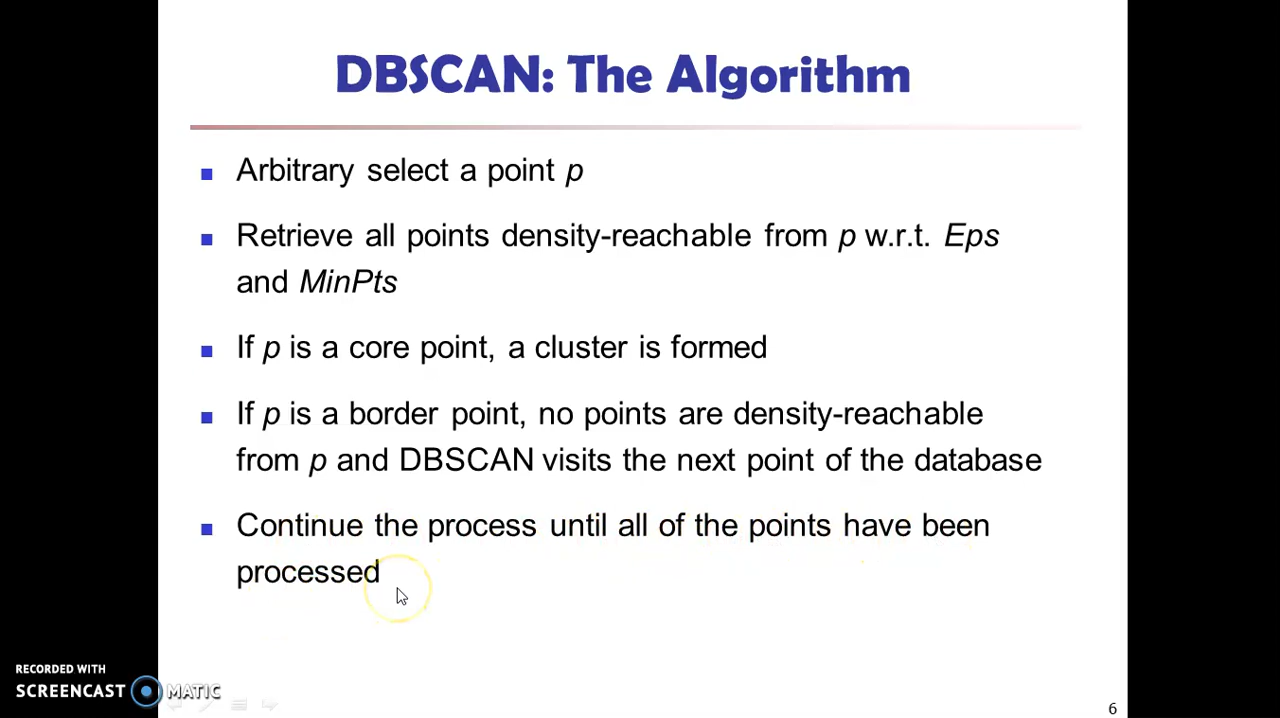 DBSCAN: The Algorithm
Arbitrary select a point p
Retrieve all points density-reachable from p w.r.t. Eps
and MinPts
If p is a core point, a cluster is formed
If p is a border point, no points are density-reachable
from p and DBSCAN visits the next point of the database
Continue the process until all of the points have been
processed
RECORDED WITH
SCREENCAST MATIC
6